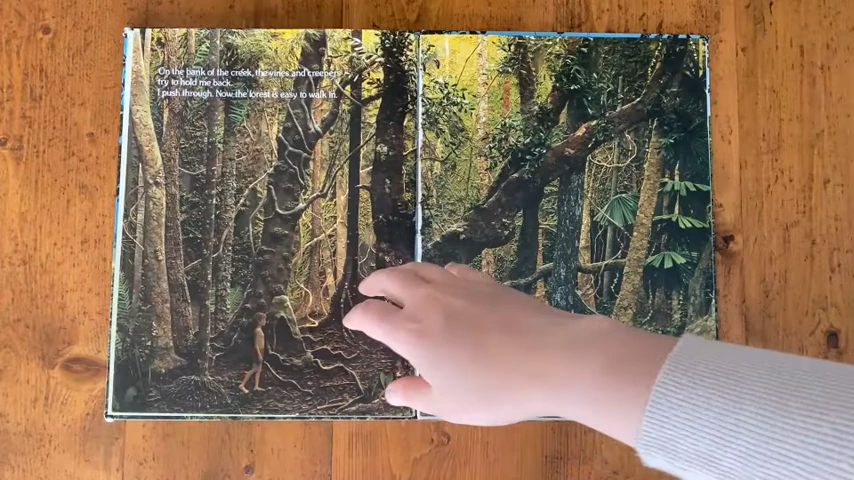 On the bank of the creek, the vines and creepers
try to hold me back.
I push through. Now the forest is easy to walk in.